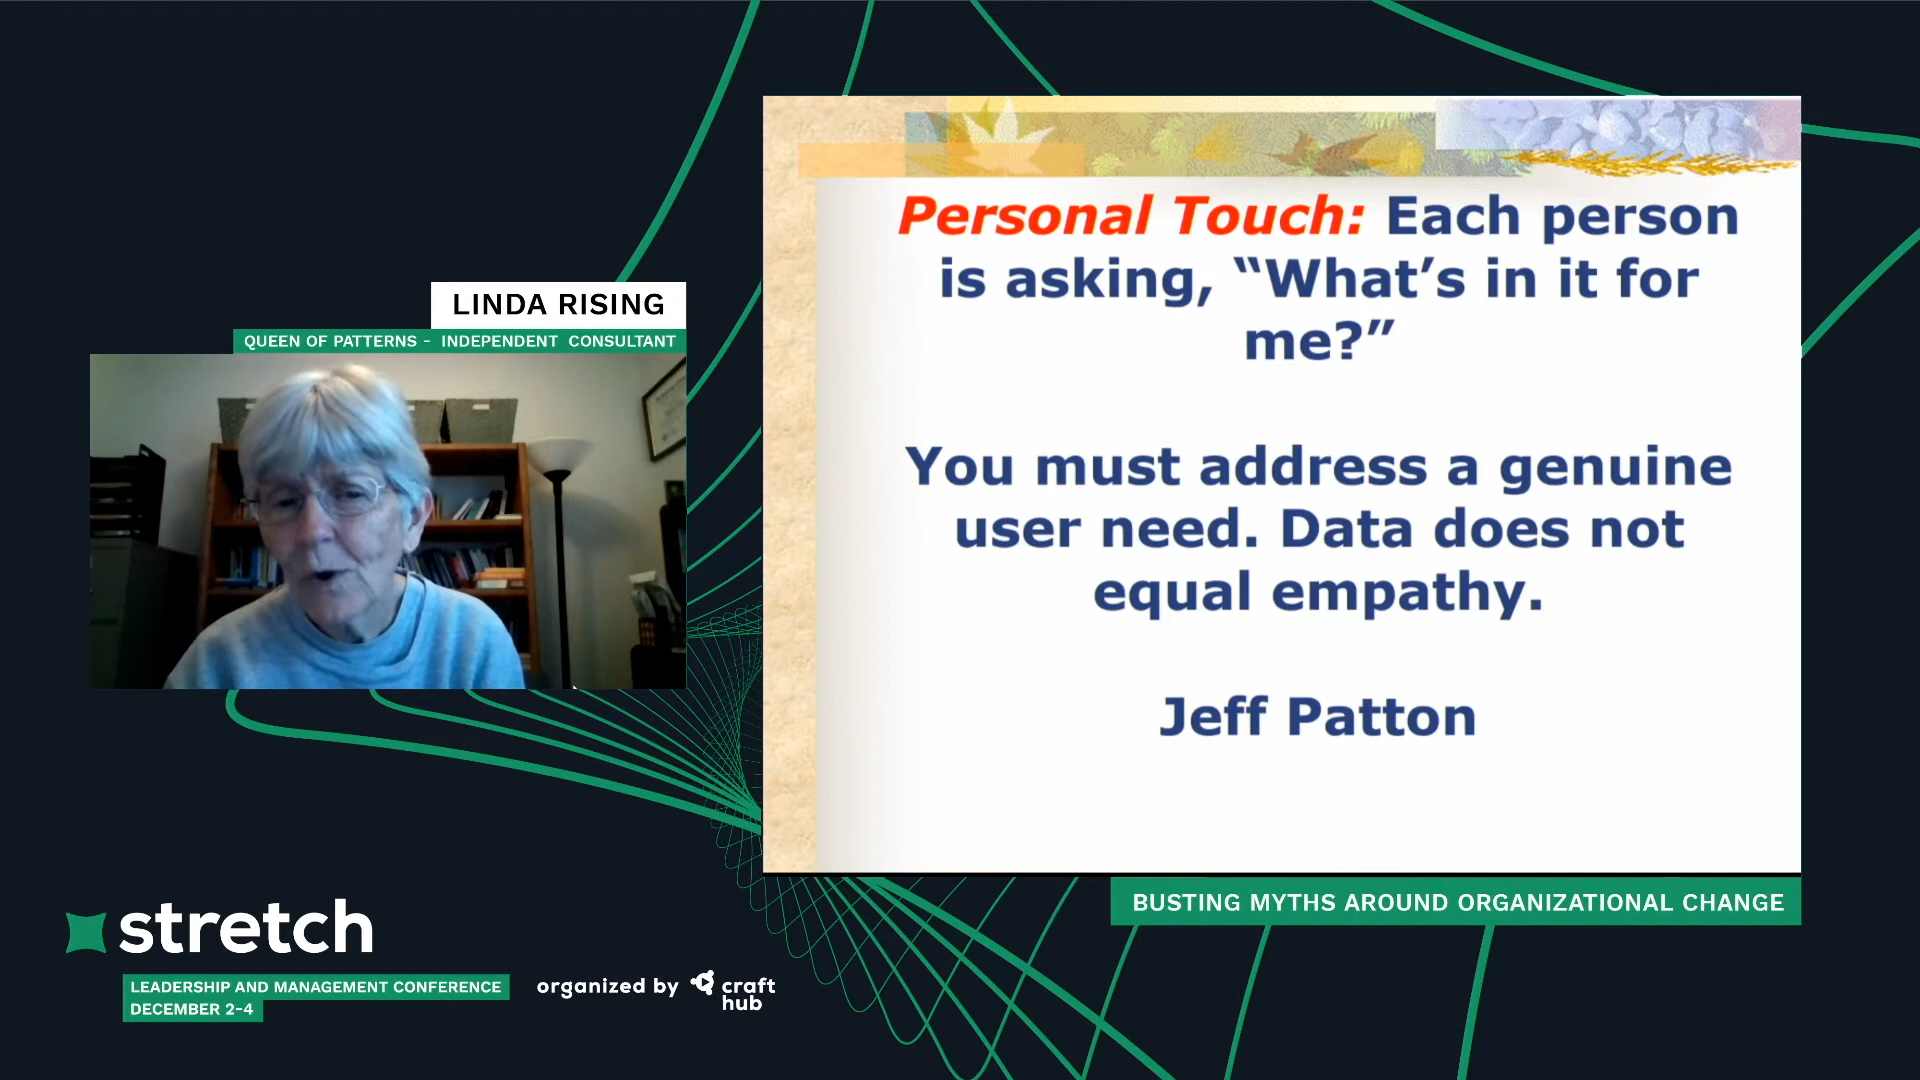 LINDA RISING
QUEEN OF PATTERNS - INDEPENDENT CONSULTANT
Personal Touch: Each person
is asking, “What’s in it for
me?”
You must address a genuine
user need. Data does not
equal empathy.
Jeff Patton
BUSTING MYTHS AROUND ORGANIZATIONAL CHANGE
stretch
LEADERSHIP AND MANAGEMENT CONFERENCE
DECEMBER 2-4
organized by
craft
hub